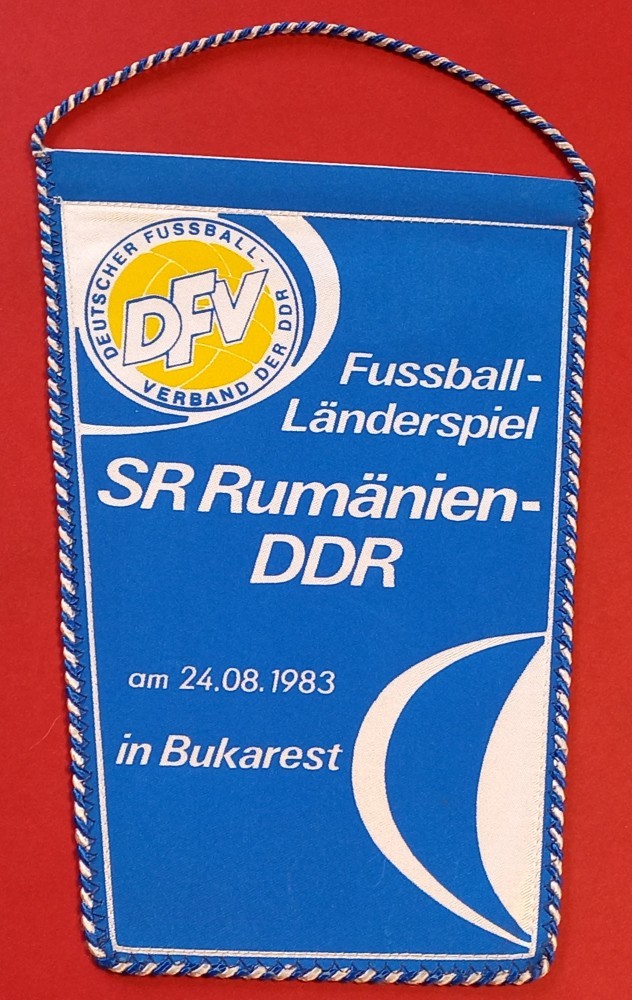 DEUTSCHER FUSSBALL-
VERBAND DER DDR
DFV
Fussball-
Länderspiel
SR Rumänien-
DDR
am 24.08.1983
in Bukarest